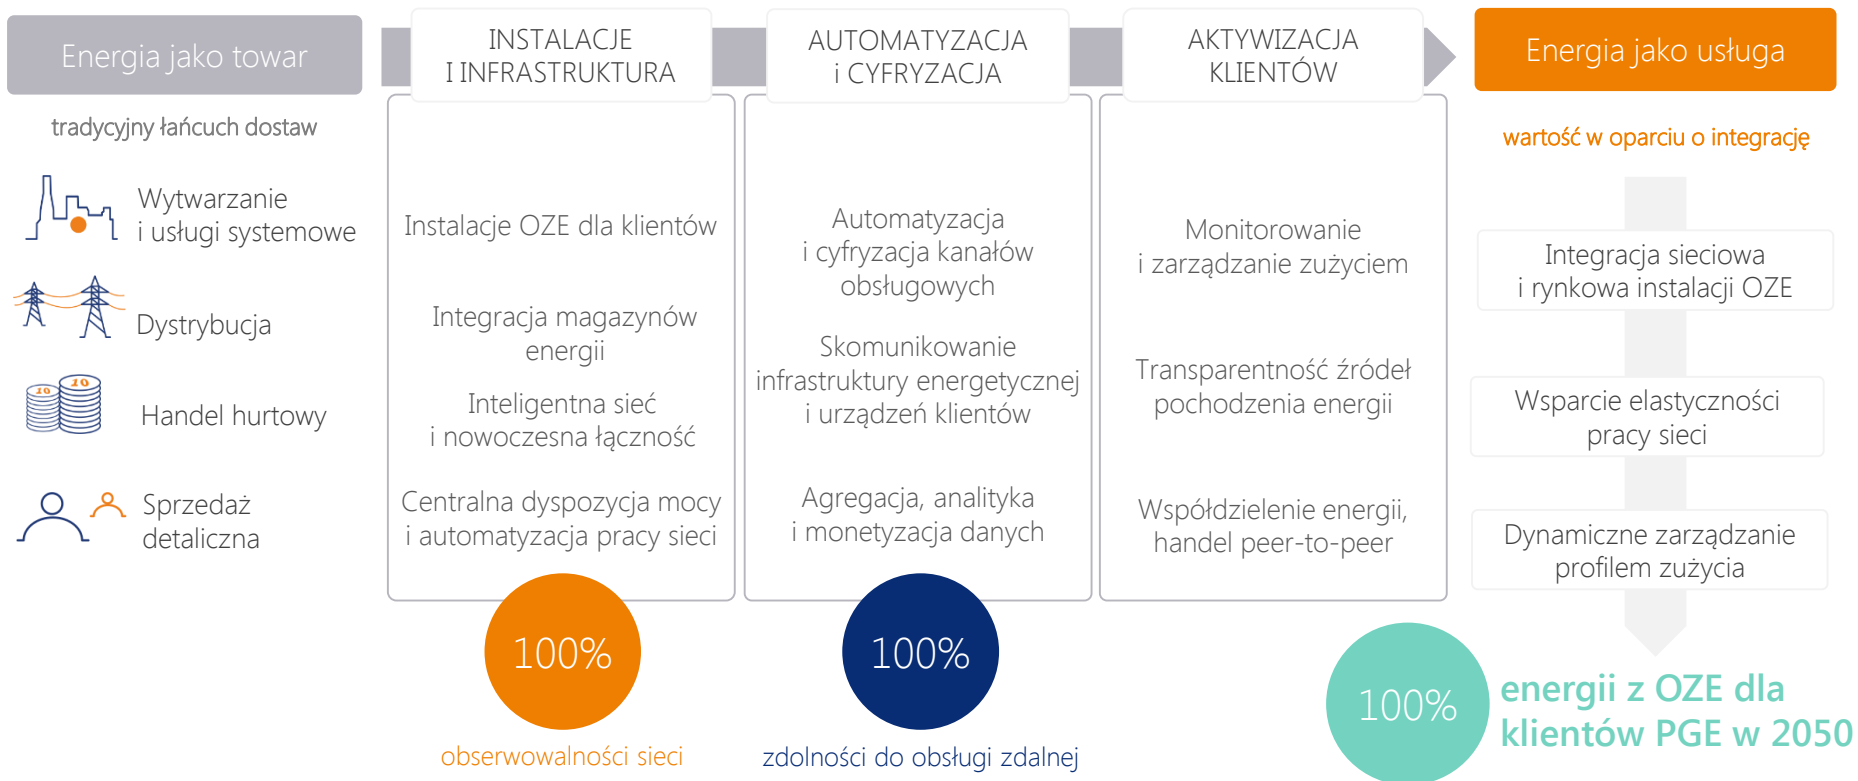 Energia jako towar
tradycyjny łańcuch dostaw
Wytwarzanie
i usługi systemowe
Dystrybucja
10
10
Handel hurtowy
Sprzedaż
detaliczna
INSTALACJE
I INFRASTRUKTURA
Instalacje OZE dla klientów
Integracja magazynów
energii
Inteligentna sieć
i nowoczesna łączność
Centralna dyspozycja mocy
i automatyzacja pracy sieci
100%
obserwowalności sieci
AUTOMATYZACJA
i CYFRYZACJA
Automatyzacja
i cyfryzacja kanałów
obsługowych
Skomunikowanie
infrastruktury energetycznej
i urządzeń klientów
Agregacja, analityka
i monetyzacja danych
100%
zdolności do obsługi zdalnej
AKTYWIZACJA
KLIENTÓW
Monitorowanie
i zarządzanie zużyciem
Transparentność źródeł
pochodzenia energii
Współdzielenie energii,
handel peer-to-peer
Energia jako usługa
wartość w oparciu o integrację
Integracja sieciowa
i rynkowa instalacji OZE
Wsparcie elastyczności
pracy sieci
Dynamiczne zarządzanie
profilem zużycia
100%
energii z OZE dla
klientów PGE w 2050